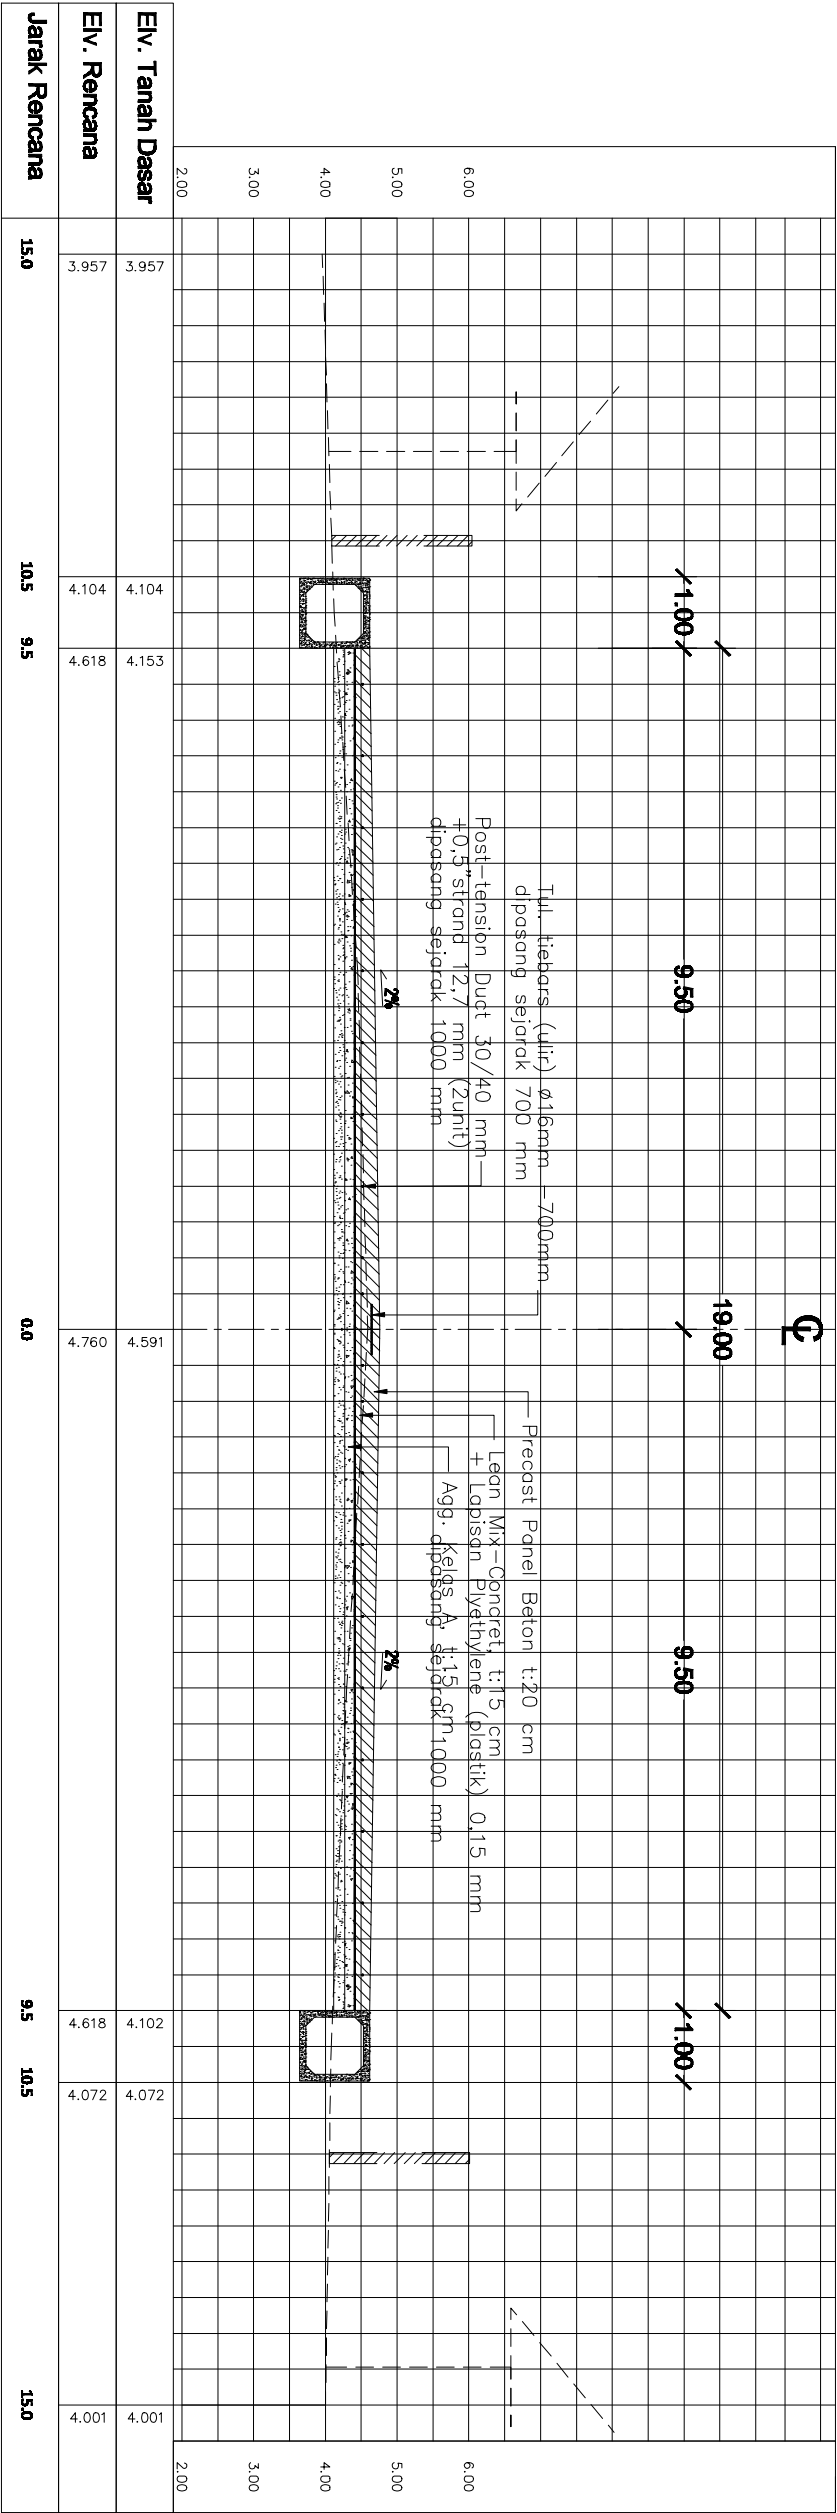 CL
19.00
1.00
9.50
9.50
1.00
Tul. tiebars (ulir) Ø16mm -700mm
dipasang sejarak 700 mm
Post-tension Duct 30/40 mm
+0,5"strand 12,7 mm (2unit)
dipasang sejarak 1000 mm
Precast Panel Beton t:20 cm
Lean Mix-Concret, t:15 cm
+ Lapisan Plyethylene (plastik) 0,15 mm
Agg. Kelas A, t:15 cm
dipasang sejarak 1000 mm
2%
2%
6.00
5.00
4.00
3.00
2.00
6.00
5.00
4.00
3.00
2.00
Elv. Tanah Dasar 3.957 4.104 4.153 4.591 4.102 4.072 4.001
Elv. Rencana 3.957 4.104 4.618 4.760 4.618 4.072 4.001
Jarak Rencana 15.0 10.5 9.5 0.0 9.5 10.5 15.0